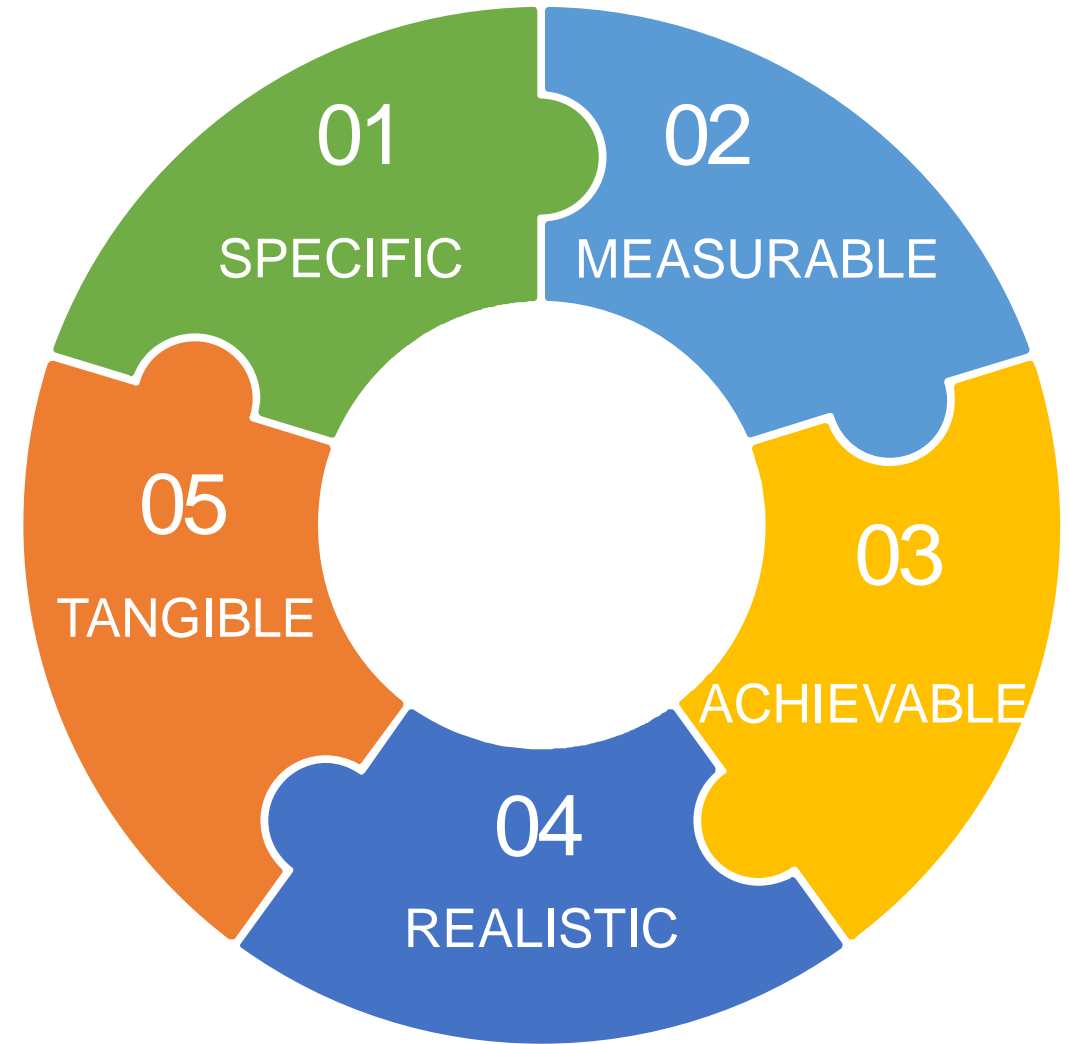 01
SPECIFIC
02
MEASURABLE
03
ACHIEVABLE
04
REALISTIC
05
TANGIBLE